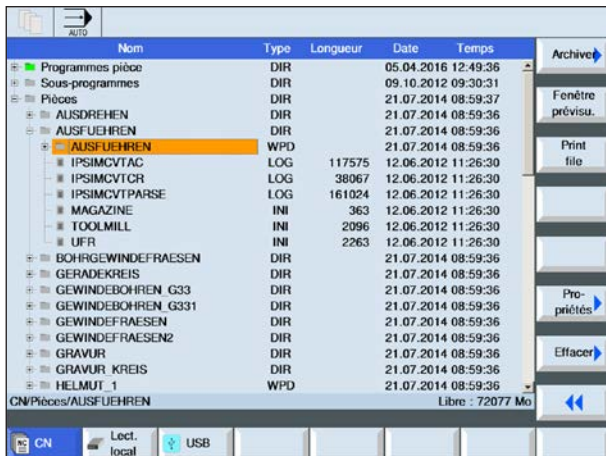 AUTO
Nom Type Longueur Date Temps
Programmes pièce DIR 05.04.2016 12:49:36
Sous-programmes DIR 09.10.2012 09:30:31
Pièces DIR 21.07.2014 08:59:37
AUSDREHEN DIR 21.07.2014 08:59:36
AUSFUEHREN DIR 21.07.2014 08:59:36
AUSFUEHREN WPD 21.07.2014 08:59:36
IPSIMCVTAC LOG 117575 12.06.2012 11:26:30
IPSIMCVTCR LOG 38067 12.06.2012 11:26:30
IPSIMCVTPARSE LOG 161024 12.06.2012 11:26:30
MAGAZINE INI 363 12.06.2012 11:26:30
TOOLMILL INI 2096 12.06.2012 11:26:30
UFR INI 2263 12.06.2012 11:26:30
BOHRGEWINDEFRAESEN DIR 21.07.2014 08:59:36
GERADEKREIS DIR 21.07.2014 08:59:36
GEWINDEBOHREN_G33 DIR 21.07.2014 08:59:36
GEWINDEBOHREN_G331 DIR 21.07.2014 08:59:36
GEWINDEFRAESEN DIR 21.07.2014 08:59:36
GEWINDEFRAESEN2 DIR 21.07.2014 08:59:36
GRAVUR DIR 21.07.2014 08:59:36
GRAVUR_KREIS DIR 21.07.2014 08:59:36
HELMUT_1 WPD 21.07.2014 08:59:36
CN/Pièces/AUSFUEHREN Libre : 72077 Mo
Archiver
Fenêtre
prévisu.
Print
file
Pro-
priétés
Effacer
NC CN
Lect.
local
USB